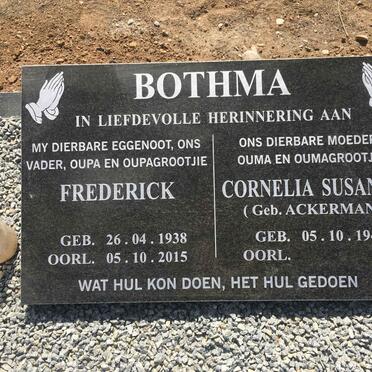 BOTHMA
IN LIEFDEVOLLE HERINNERING AAN
MY DIERBARE EGGENOOT, ONS
VADER, OUPA EN OUPAGROOTJIE
FREDERICK
GEB. 26.04.1938
OORL. 05.10.2015
ONS DIERBARE MOEDER
OUMA EN OUMAGROOTJ
CORNELIA SUSAN
(Geb. ACKERMAN
GEB. 05.10.19
OORL.
WAT HUL KON DOEN, HET HUL GEDOEN